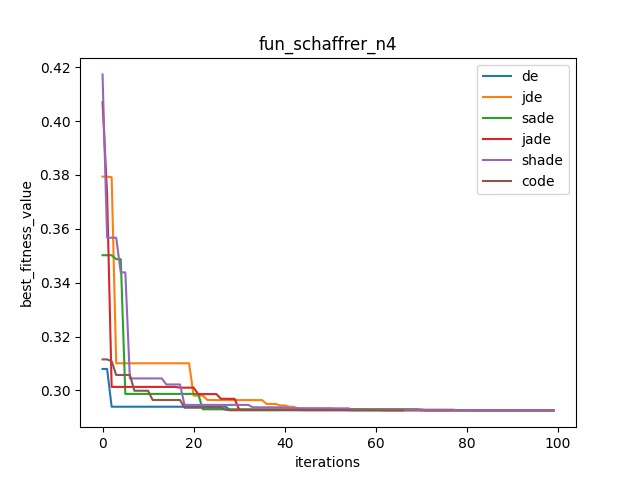 fun_schaffrer_n4
0.42
0.40
0.38
0.36
0.34
0.32
0.30
best_fitness_value
de
jde
sade
jade
shade
code
0 20 40 60 80 100
iterations